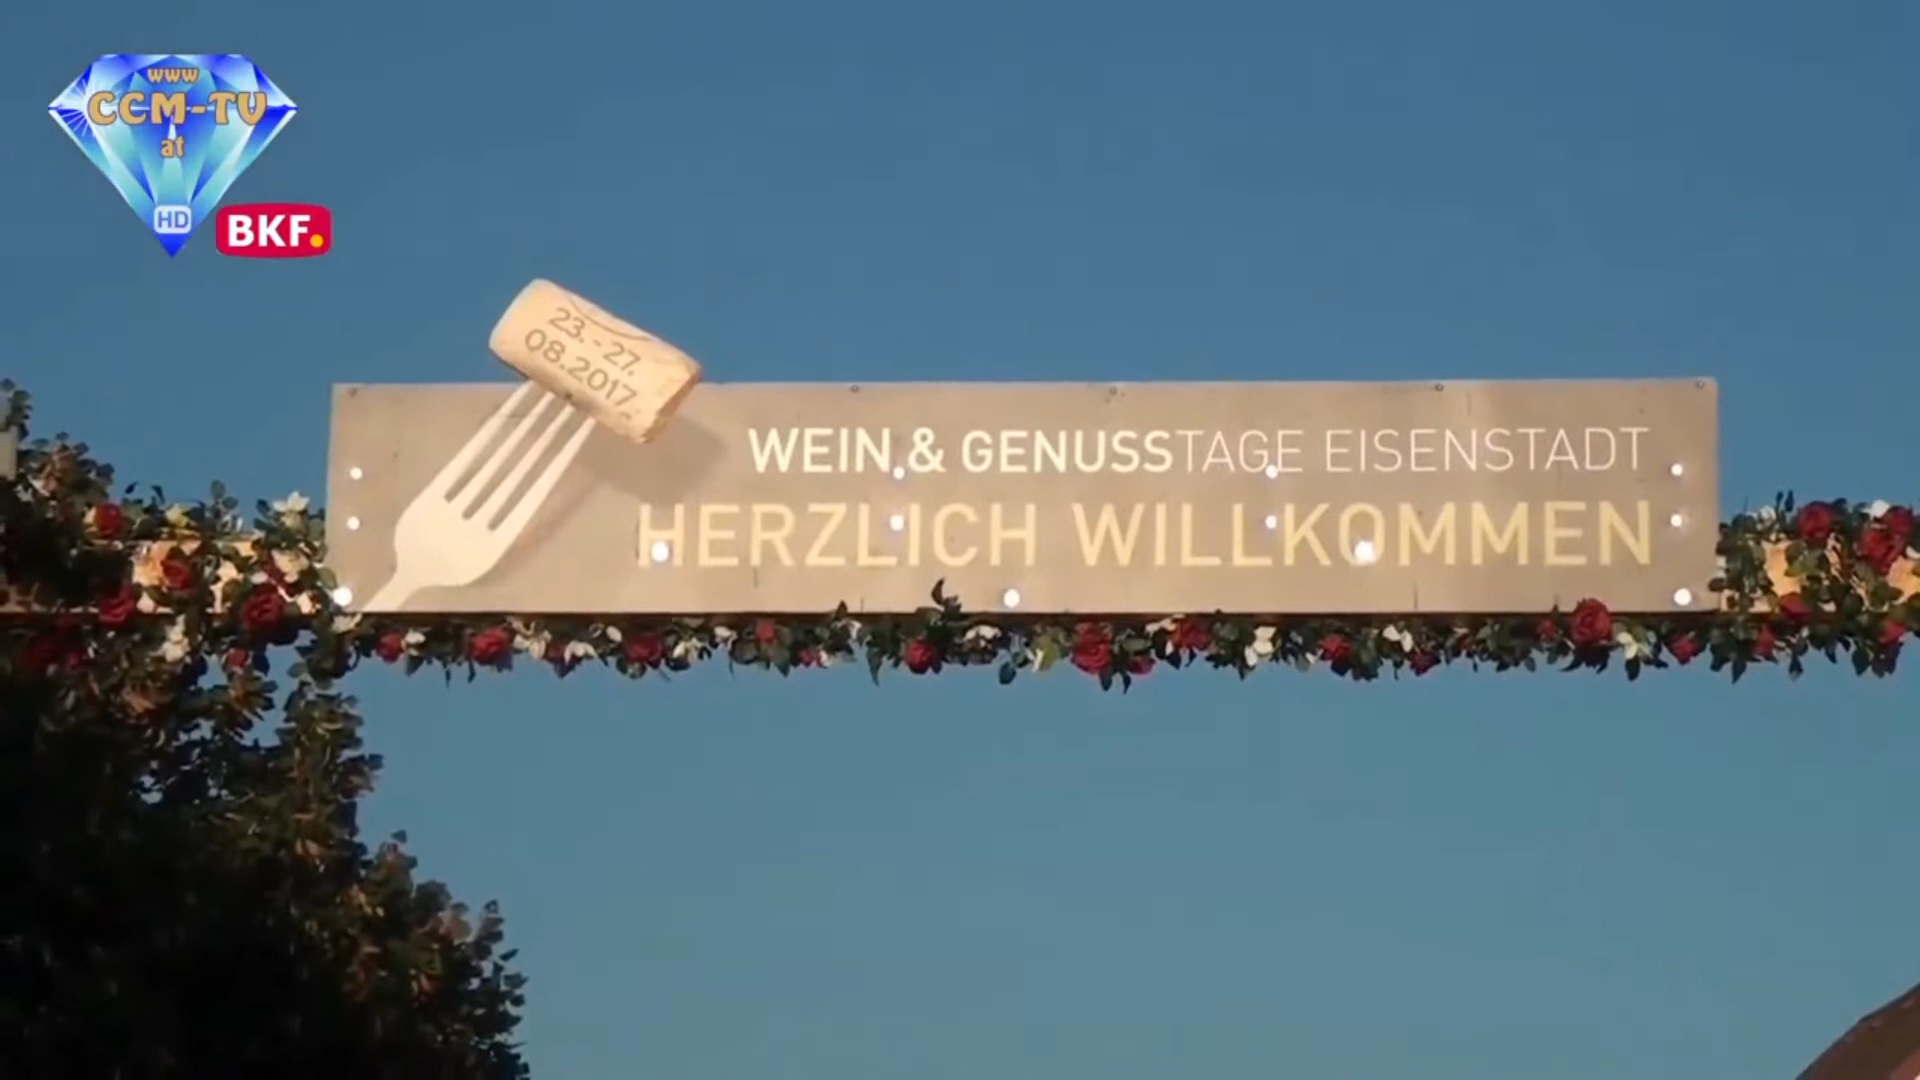 www
CCM-TV
at
HD
BKF.
23.-27.
08.2017
WEIN & GENUSSTAGE EISENSTADT
HERZLICH WILLKOMMEN